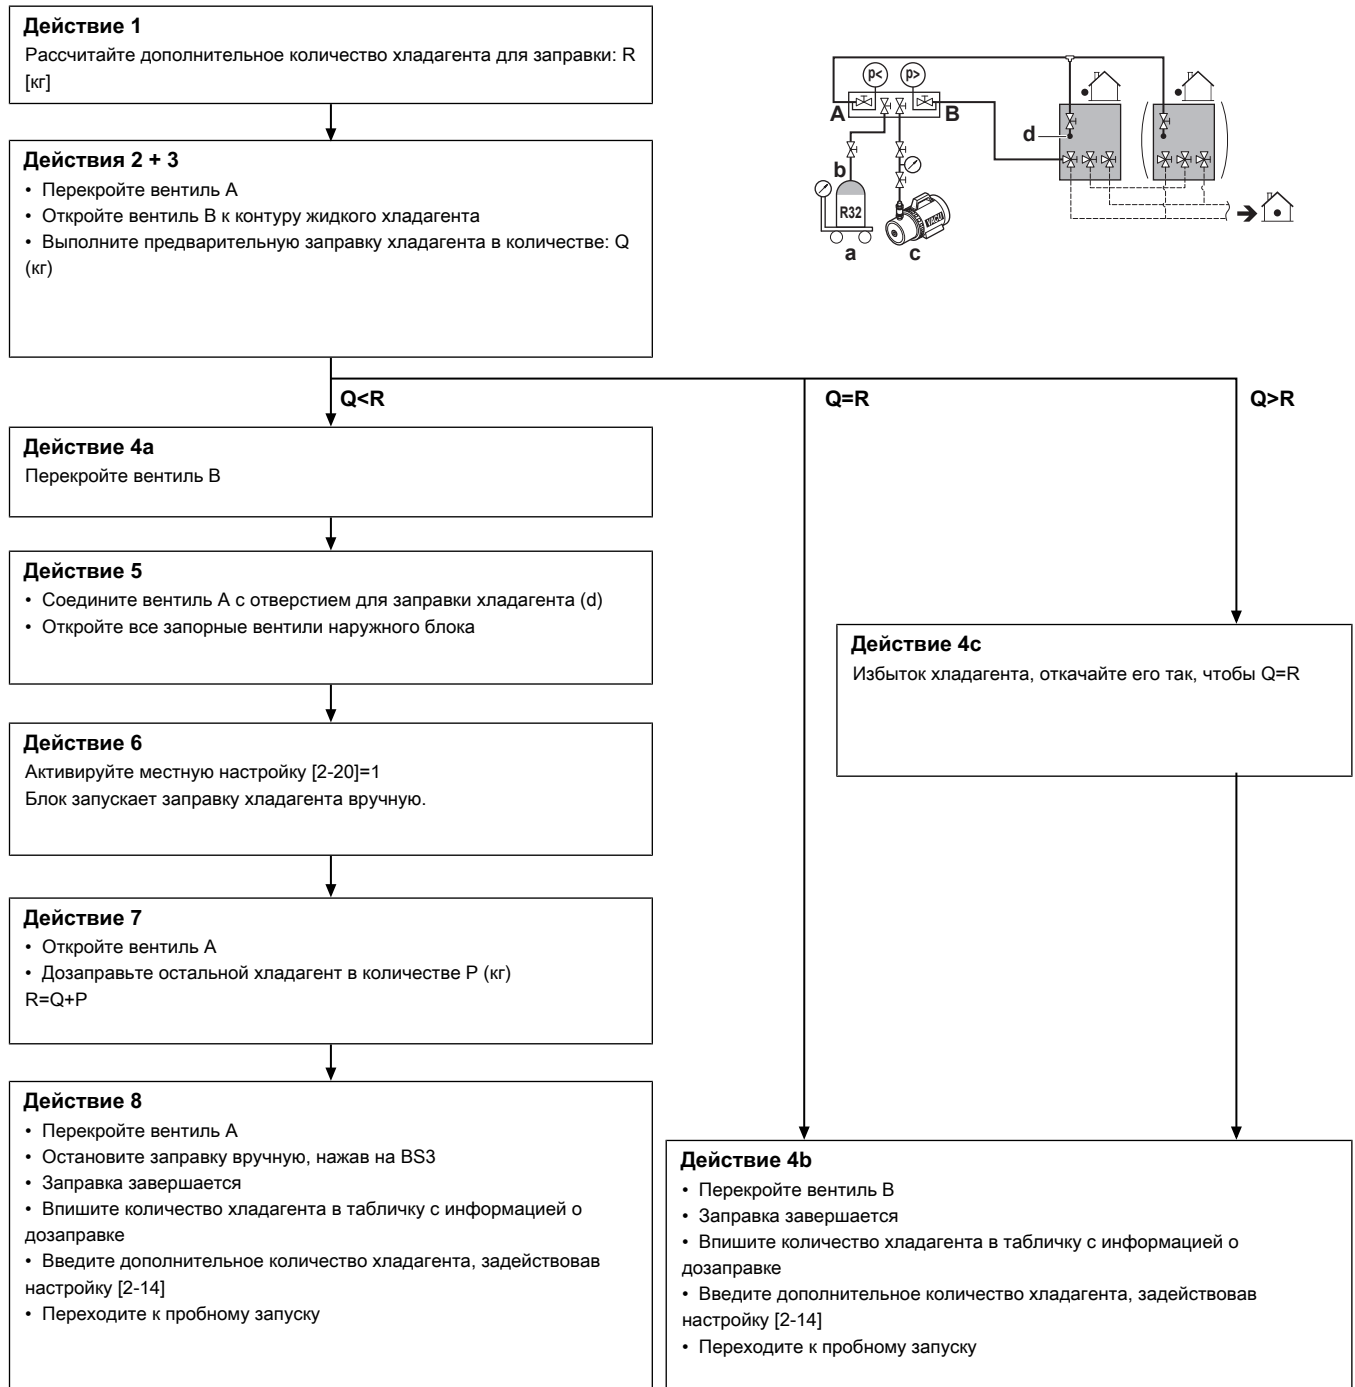 Действие 1
Рассчитайте дополнительное количество хладагента для заправки: R
[кг]
Действия 2 + 3
• Перекройте вентиль A
• Откройте вентиль B к контуру жидкого хладагента
• Выполните предварительную заправку хладагента в количестве: Q
(кг)
p< p>
A B
d
b
R32
VACU
a c
Q<R Q=R Q>R
Действие 4a
Перекройте вентиль B
Действие 5
• Соедините вентиль A с отверстием для заправки хладагента (d)
• Откройте все запорные вентили наружного блока
Действие 4c
Избыток хладагента, откачайте его так, чтобы Q=R
Действие 6
Активируйте местную настройку [2-20]=1
Блок запускает заправку хладагента вручную.
Действие 7
• Откройте вентиль A
• Дозаправьте остальной хладагент в количестве P (кг)
R=Q+P
Действие 8
• Перекройте вентиль A
• Остановите заправку вручную, нажав на BS3
• Заправка завершается
• Впишите количество хладагента в табличку с информацией о
дозаправке
• Введите дополнительное количество хладагента, задействовав
настройку [2-14]
• Переходите к пробному запуску
Действие 4b
• Перекройте вентиль B
• Заправка завершается
• Впишите количество хладагента в табличку с информацией о
дозаправке
• Введите дополнительное количество хладагента, задействовав
настройку [2-14]
• Переходите к пробному запуску